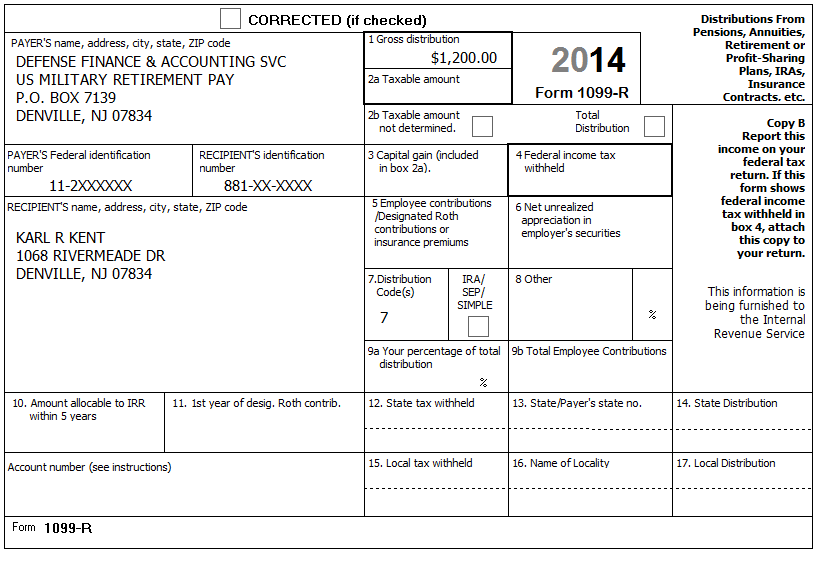 CORRECTED (if checked)
PAYER'S name, address, city, state, ZIP code
DEFENSE FINANCE & ACCOUNTING SVC
US MILITARY RETIREMENT PAY
P.O. BOX 7139
DENVILLE, NJ 07834
1 Gross distribution
$1,200.00
2a Taxable amount
2014
Form 1099-R
Distributions From
Pensions, Annuities,
Retirement or
Profit-Sharing
Plans, IRAs,
Insurance
Contracts. etc.
2b Taxable amount
not determined.
Total
Distribution
Copy B
Report this
income on your
federal tax
return. If this
form shows
federal income
tax withheld in
box 4, attach
this copy to
your return.
This information is
being furnished to
the Internal
Revenue Service
PAYER'S Federal identification
number
11-2XXXXXX
RECIPIENT'S identification
number
881-XX-XXXX
3 Capital gain (included
in box 2a).
4 Federal income tax
withheld
RECIPIENT'S name, address, city, state, ZIP code
KARL R KENT
1068 RIVERMEADE DR
DENVILLE, NJ 07834
5 Employee contributions
/Designated Roth
contributions or
insurance premiums
6 Net unrealized
appreciation in
employer's securities
7.Distribution
Code(s)
7
IRA/
SEP/
SIMPLE
8 Other
%
9a Your percentage of total
distribution
%
9b Total Employee Contributions
10. Amount allocable to IRR
within 5 years
11. 1st year of desig. Roth contrib.
12. State tax withheld
13. State/Payer's state no.
14. State Distribution
Account number (see instructions)
15. Local tax withheld
16. Name of Locality
17. Local Distribution
Form 1099-R